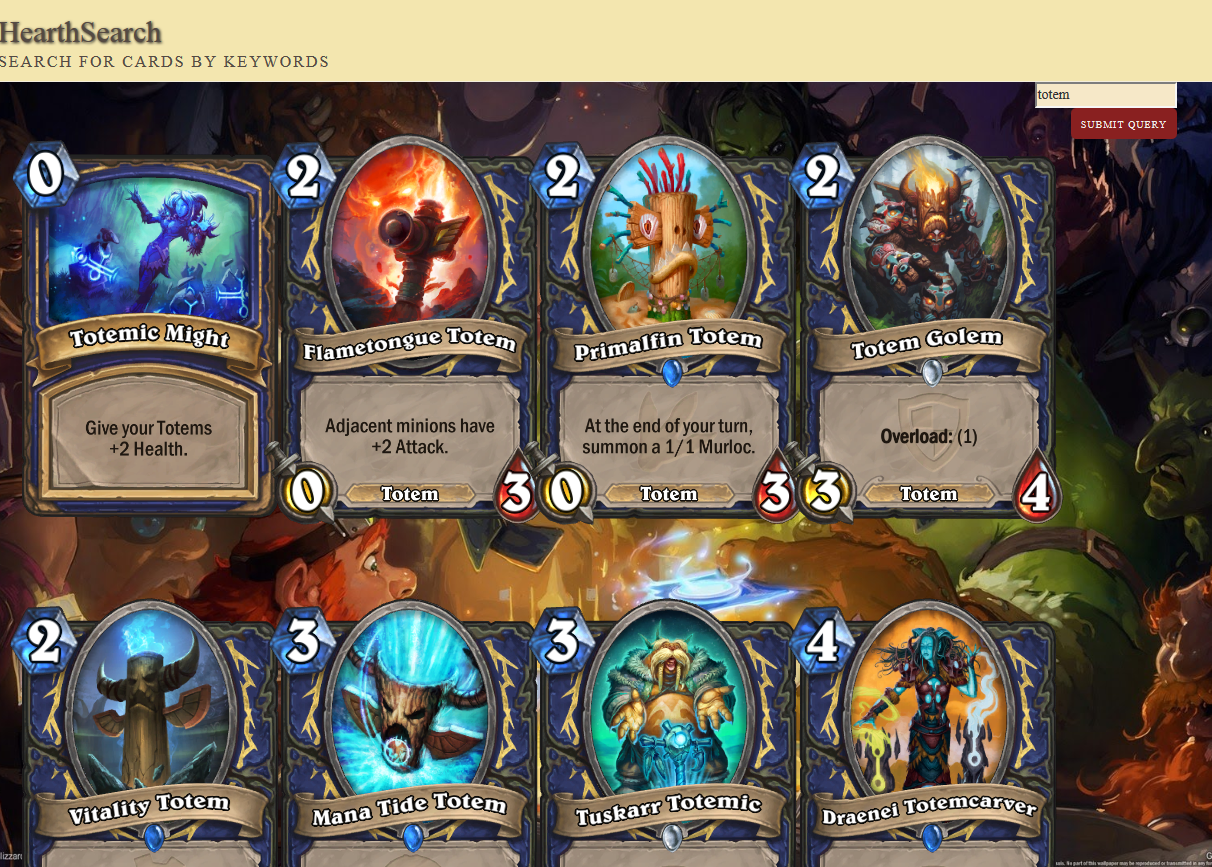 HearthSearch
SEARCH FOR CARDS BY KEYWORDS
totem
SUBMIT QUERY
0
Totemic Might
Give your Totems
+2 Health.
2
Flametongue Totem
Adjacent minions have
+2 Attack.
0
Totem
3
2
Primalfin Totem
At the end of your turn,
summon a 1/1 Murloc.
0
Totem
3
2
Totem Golem
Overload: (1)
3
Totem
4
2
Vitality Totem
3
Mana Tide Totem
3
Tuskarr Totemic
4
Draenei Totemcarver